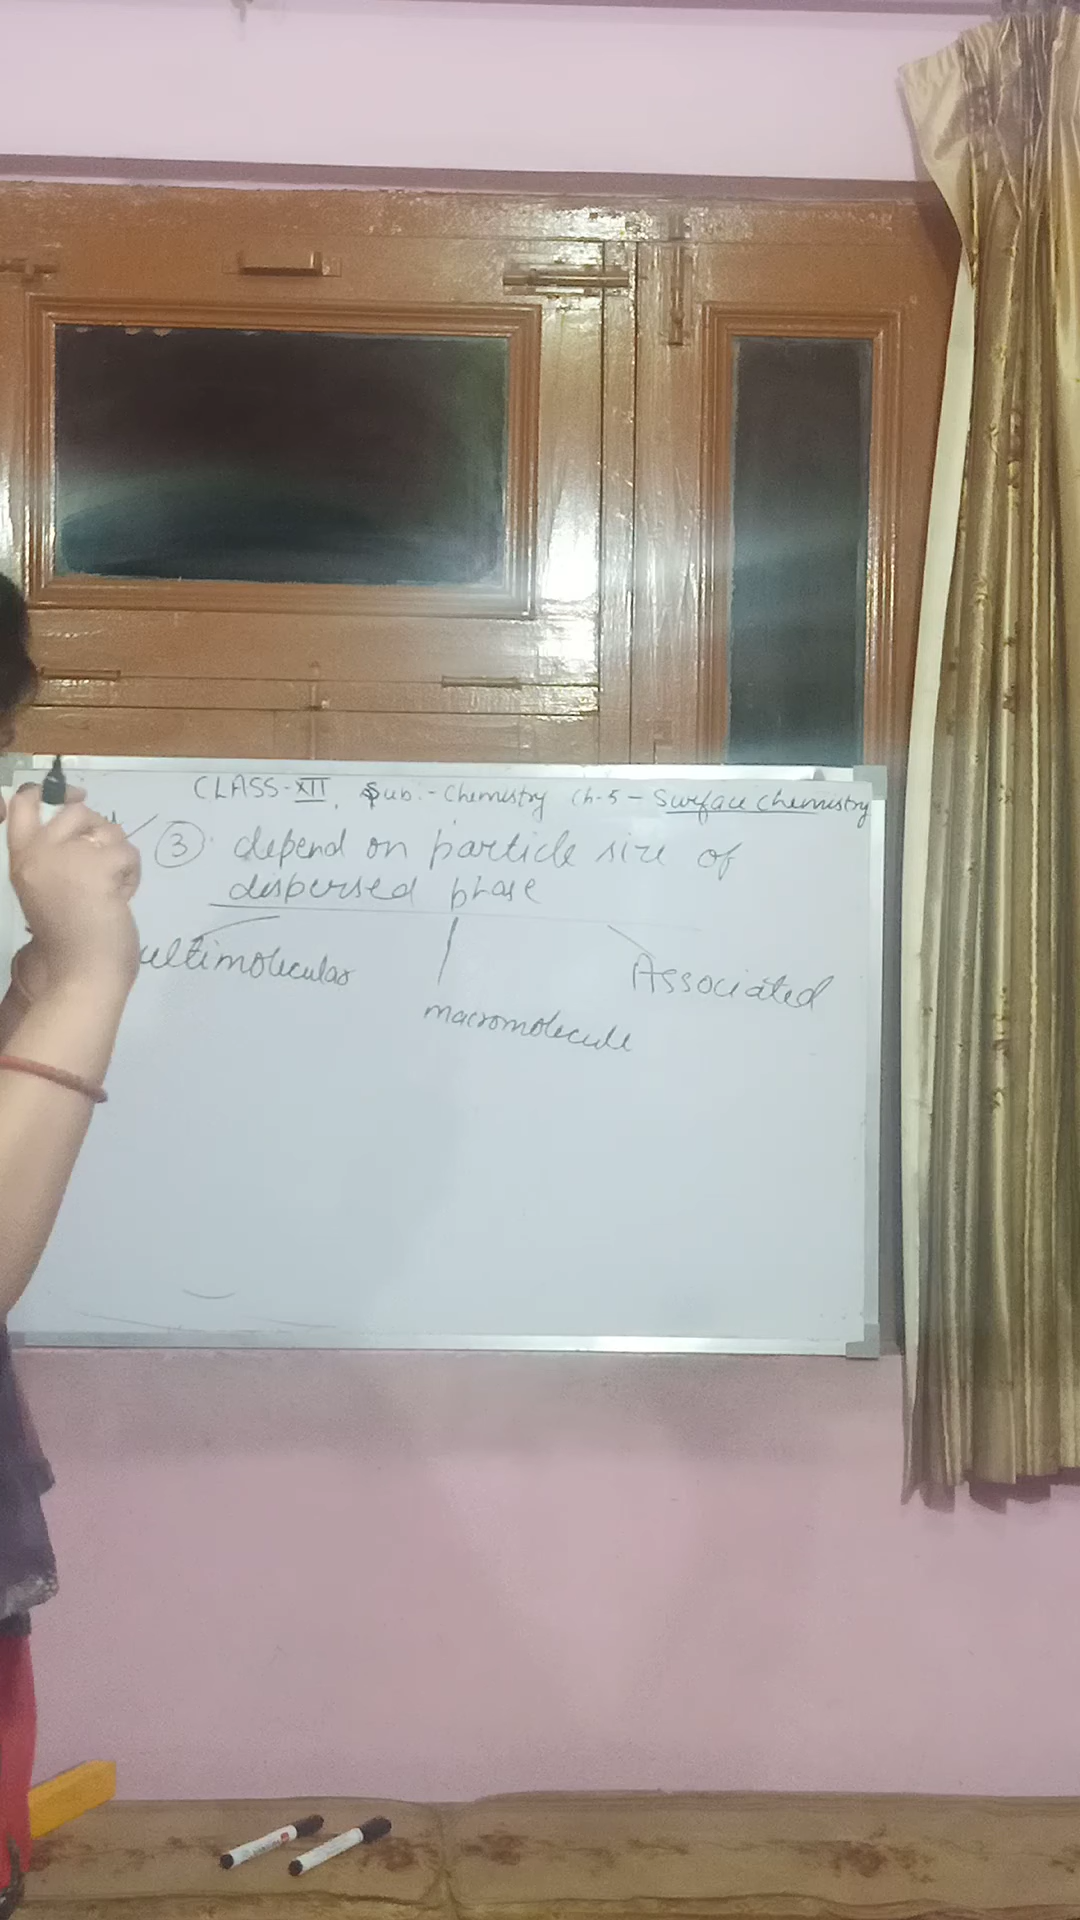 CLASS-XII, Sub:- Chemistry Ch-5 - Surface Chemistry
③ depend on particle size of
dispersed phase
ultimolecular
Associated
macromolecule